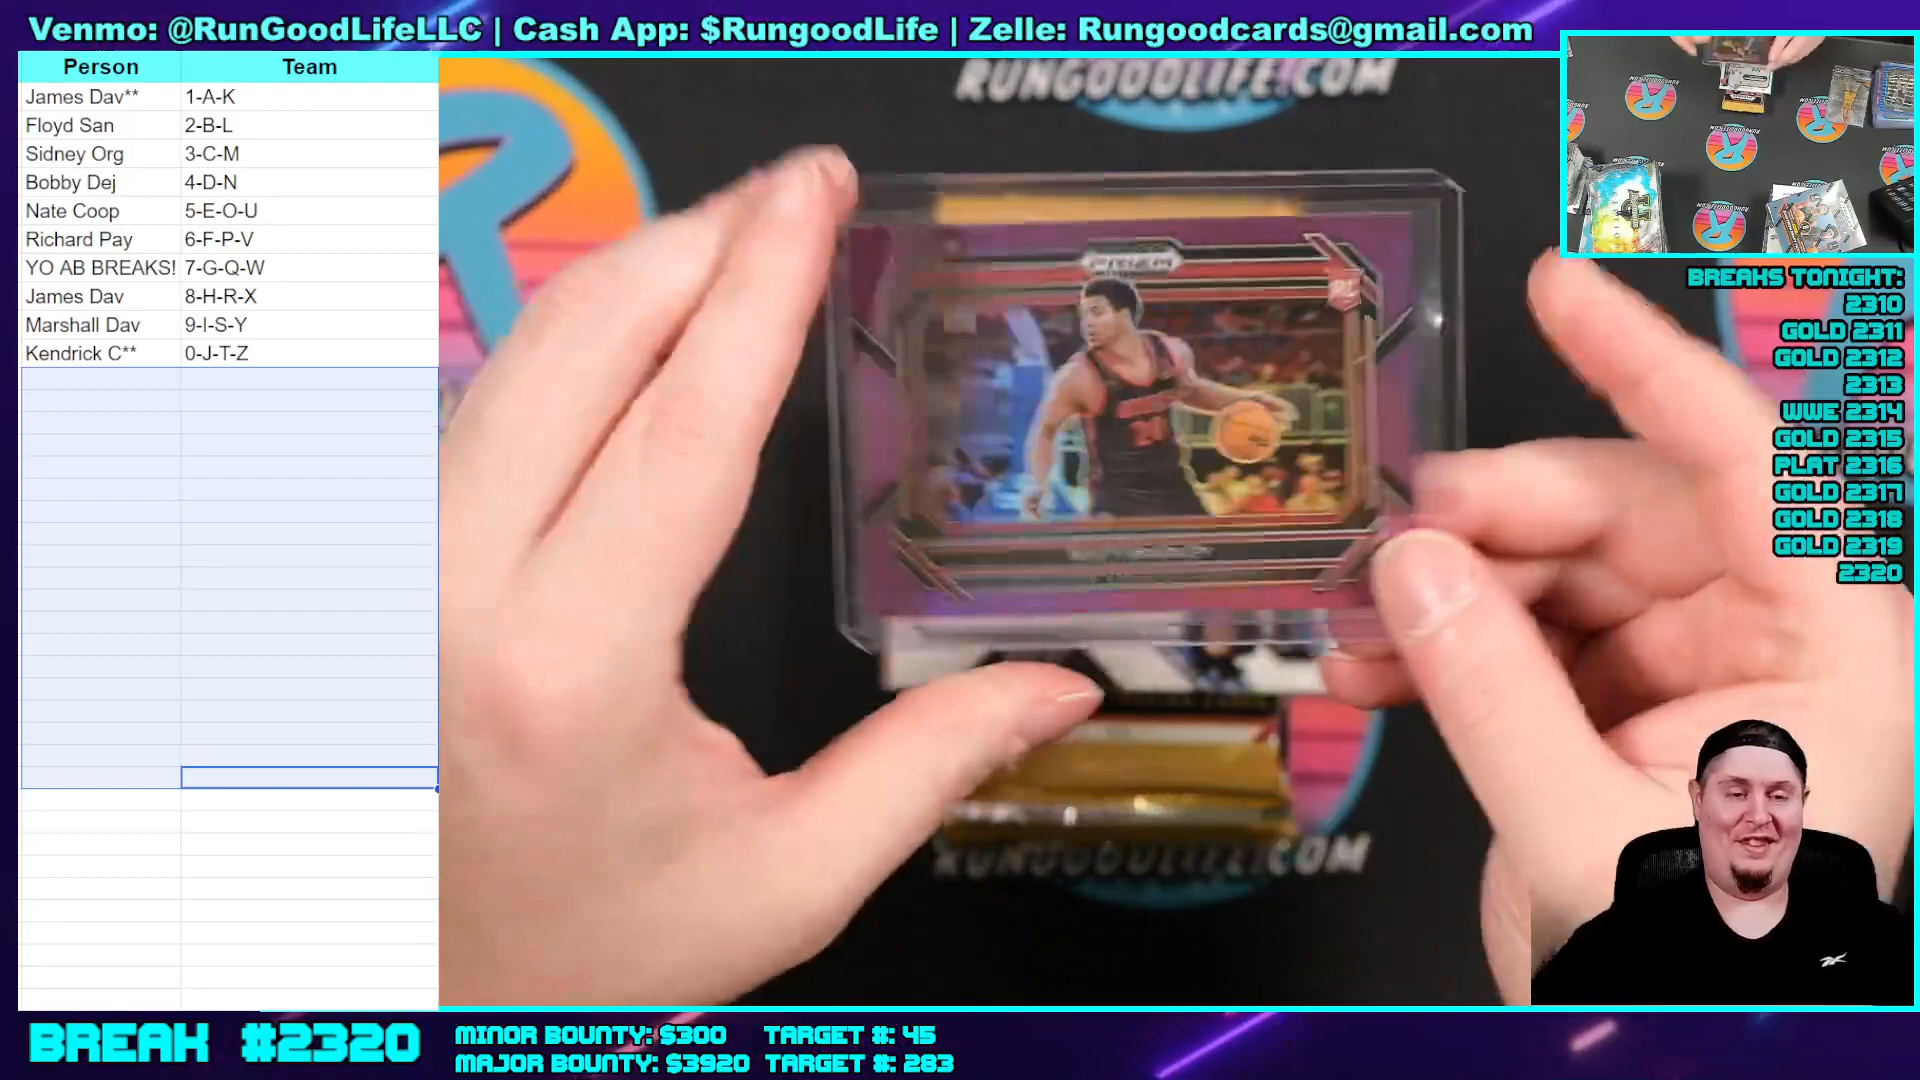 Venmo: @RunGoodLifeLLC | Cash App: $RungoodLife | Zelle: Rungoodcards@gmail.com
Person Team
James Dav** 1-A-K
Floyd San 2-B-L
Sidney Org 3-C-M
Bobby Dej 4-D-N
Nate Coop 5-E-O-U
Richard Pay 6-F-P-V
YO AB BREAKS! 7-G-Q-W
James Dav 8-H-R-X
Marshall Dav 9-I-S-Y
Kendrick C** 0-J-T-Z
RUNGOODLIFE.COM
PRIZM
RC
RUNGOODLIFE.COM
BREAKS TONIGHT:
2310
GOLD 2311
GOLD 2312
2313
WWE 2314
GOLD 2315
PLAT 2316
GOLD 2317
GOLD 2318
GOLD 2319
2320
BREAK #2320
MINOR BOUNTY: $300 TARGET #: 45
MAJOR BOUNTY: $3920 TARGET #: 283